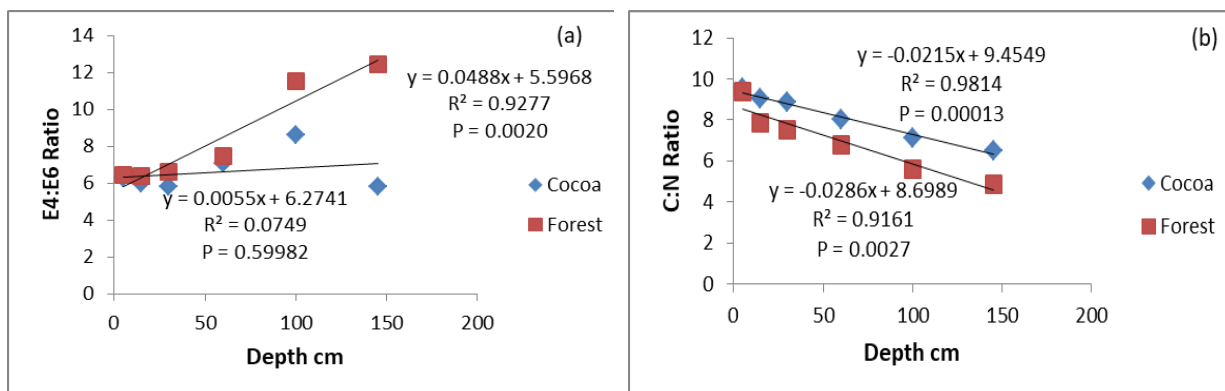 (a)
14
12
10
8
6
4
2
0
E4:E6 Ratio
y = 0.0488x + 5.5968
R² = 0.9277
P = 0.0020
y = 0.0055x + 6.2741
R² = 0.0749
P = 0.59982
Cocoa
Forest
0 50 100 150 200
Depth cm
(b)
12
10
8
6
4
2
0
C:N Ratio
y = -0.0215x + 9.4549
R² = 0.9814
P = 0.00013
y = -0.0286x + 8.6989
R² = 0.9161
P = 0.0027
Cocoa
Forest
0 50 100 150 200
Depth cm